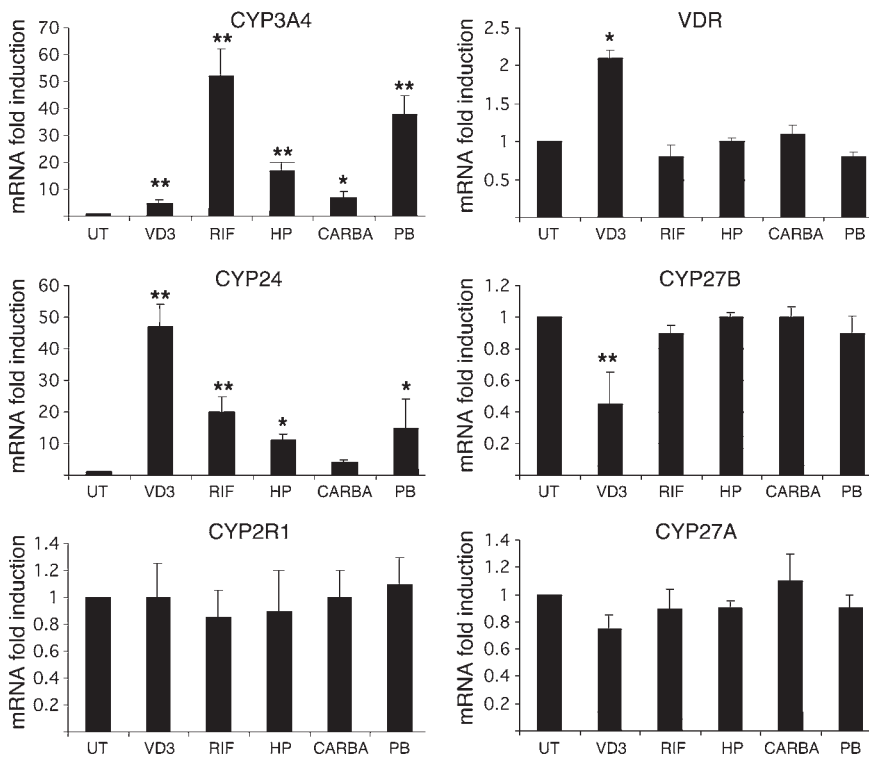 CYP3A4
mRNA fold induction
70
60
50
40
30
20
10
** ** ** * **
UT VD3 RIF HP CARBA PB
VDR
mRNA fold induction
2.5
2
1.5
1
0.5
*
UT VD3 RIF HP CARBA PB
CYP24
mRNA fold induction
60
50
40
30
20
10
** ** * *
UT VD3 RIF HP CARBA PB
CYP27B
mRNA fold induction
1.2
1
0.8
0.6
0.4
0.2
**
UT VD3 RIF HP CARBA PB
CYP2R1
mRNA fold induction
1.4
1.2
1
0.8
0.6
0.4
0.2
UT VD3 RIF HP CARBA PB
CYP27A
mRNA fold induction
1.4
1.2
1
0.8
0.6
0.4
0.2
UT VD3 RIF HP CARBA PB